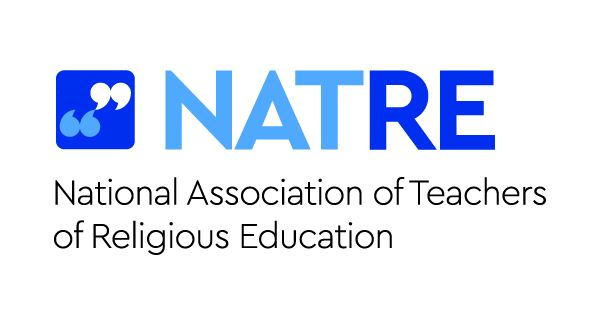 NATRE
National Association of Teachers
of Religious Education